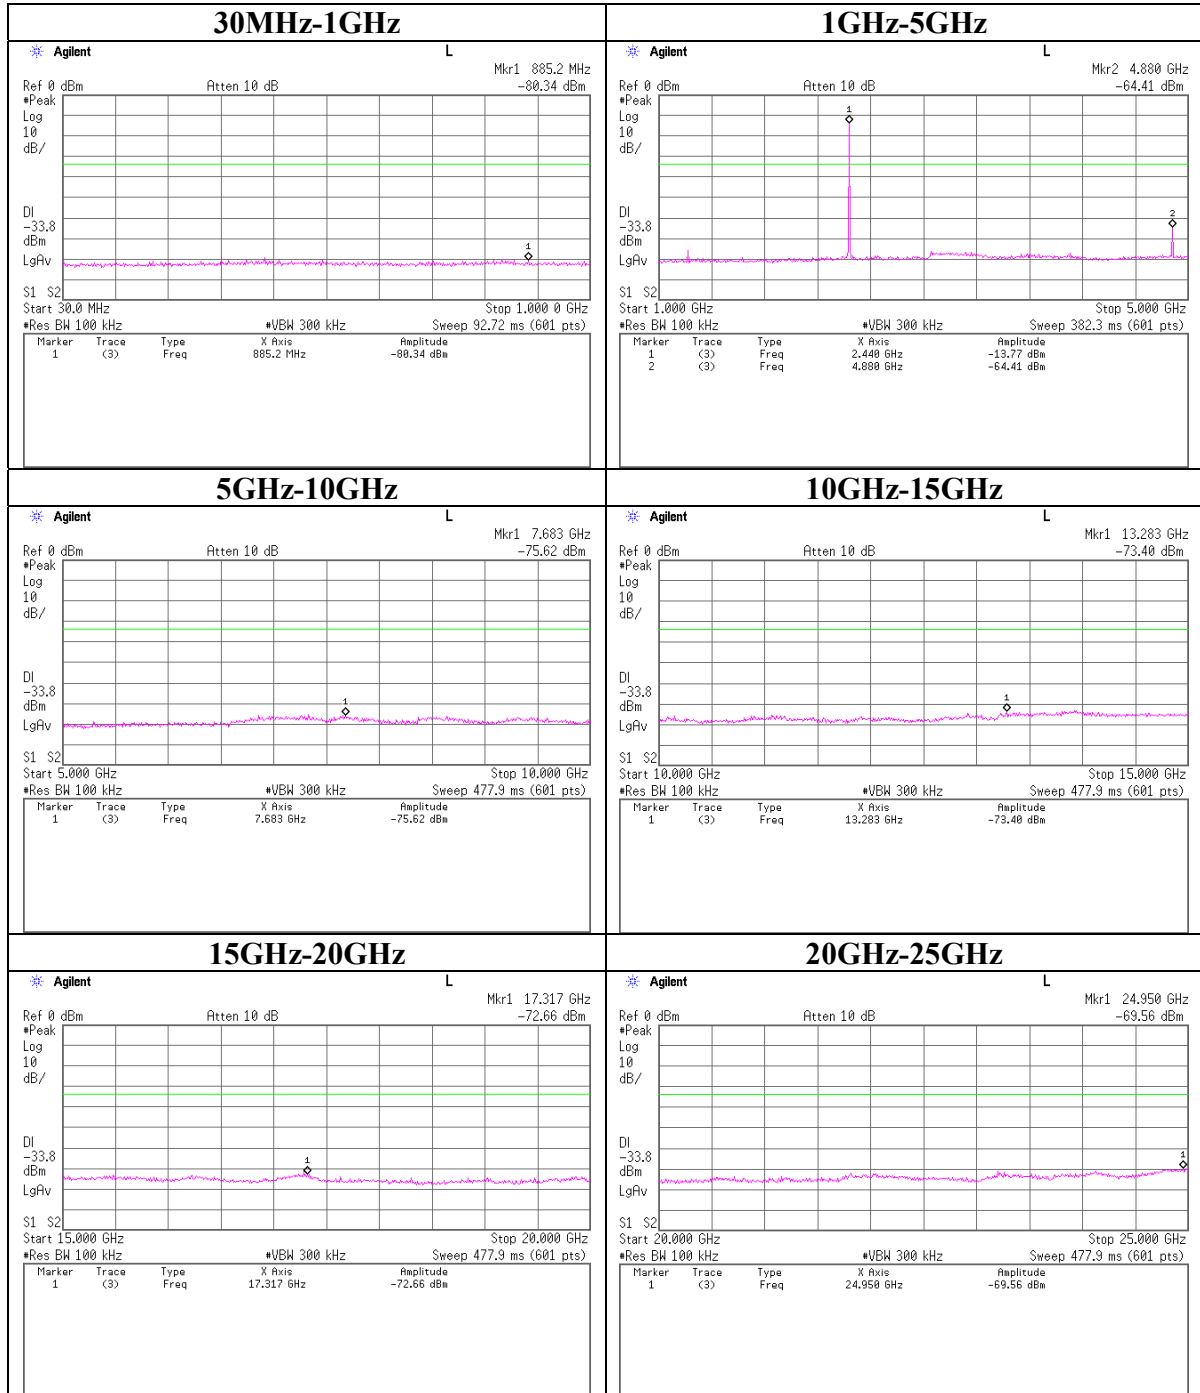 30MHz-1GHz
Agilent L
Mkr1 885.2 MHz
Ref 0 dBm Atten 10 dB -80.34 dBm
#Peak
Log
10
dB/
1
DI
-33.8
dBm
LgAv
S1 S2
Start 30.0 MHz Stop 1.000 0 GHz
#Res BW 100 kHz #VBW 300 kHz Sweep 92.72 ms (601 pts)
Marker Trace Type X Axis Amplitude
1 (3) Freq 885.2 MHz -80.34 dBm
1GHz-5GHz
Agilent L
Mkr2 4.880 GHz
Ref 0 dBm Atten 10 dB -64.41 dBm
#Peak
Log
10
dB/
1
DI
-33.8
dBm
LgAv
2
S1 S2
Start 1.000 GHz Stop 5.000 GHz
#Res BW 100 kHz #VBW 300 kHz Sweep 382.3 ms (601 pts)
Marker Trace Type X Axis Amplitude
1 (3) Freq 2.440 GHz -13.77 dBm
2 (3) Freq 4.880 GHz -64.41 dBm
5GHz-10GHz
Agilent L
Mkr1 7.683 GHz
Ref 0 dBm Atten 10 dB -75.62 dBm
#Peak
Log
10
dB/
DI
-33.8
dBm
1
LgAv
S1 S2
Start 5.000 GHz Stop 10.000 GHz
#Res BW 100 kHz #VBW 300 kHz Sweep 477.9 ms (601 pts)
Marker Trace Type X Axis Amplitude
1 (3) Freq 7.683 GHz -75.62 dBm
10GHz-15GHz
Agilent L
Mkr1 13.283 GHz
Ref 0 dBm Atten 10 dB -73.40 dBm
#Peak
Log
10
dB/
DI
-33.8
dBm
1
LgAv
S1 S2
Start 10.000 GHz Stop 15.000 GHz
#Res BW 100 kHz #VBW 300 kHz Sweep 477.9 ms (601 pts)
Marker Trace Type X Axis Amplitude
1 (3) Freq 13.283 GHz -73.40 dBm
15GHz-20GHz
Agilent L
Mkr1 17.317 GHz
Ref 0 dBm Atten 10 dB -72.66 dBm
#Peak
Log
10
dB/
DI
-33.8
dBm
1
LgAv
S1 S2
Start 15.000 GHz Stop 20.000 GHz
#Res BW 100 kHz #VBW 300 kHz Sweep 477.9 ms (601 pts)
Marker Trace Type X Axis Amplitude
1 (3) Freq 17.317 GHz -72.66 dBm
20GHz-25GHz
Agilent L
Mkr1 24.950 GHz
Ref 0 dBm Atten 10 dB -69.56 dBm
#Peak
Log
10
dB/
DI
-33.8
dBm
1
LgAv
S1 S2
Start 20.000 GHz Stop 25.000 GHz
#Res BW 100 kHz #VBW 300 kHz Sweep 477.9 ms (601 pts)
Marker Trace Type X Axis Amplitude
1 (3) Freq 24.950 GHz -69.56 dBm